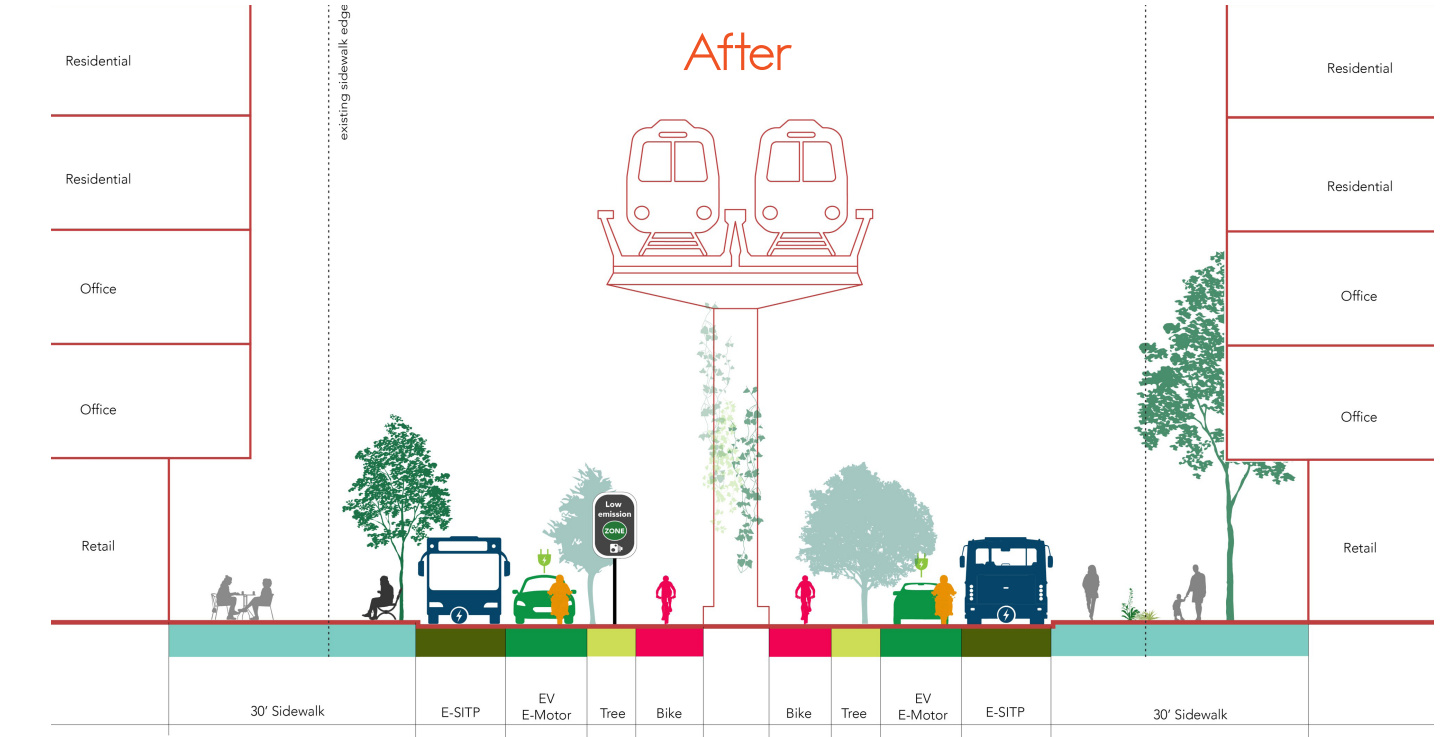 After
existing sidewalk edge
Residential
Residential
Office
Office
Retail
Residential
Residential
Office
Office
Retail
Low
emission
ZONE
30' Sidewalk
E-SITP
EV
E-Motor
Tree
Bike
Bike
Tree
EV
E-Motor
E-SITP
30' Sidewalk